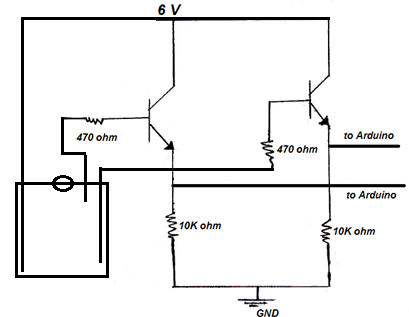 6 V
470 ohm
470 ohm
to Arduino
to Arduino
10K ohm
10K ohm
GND